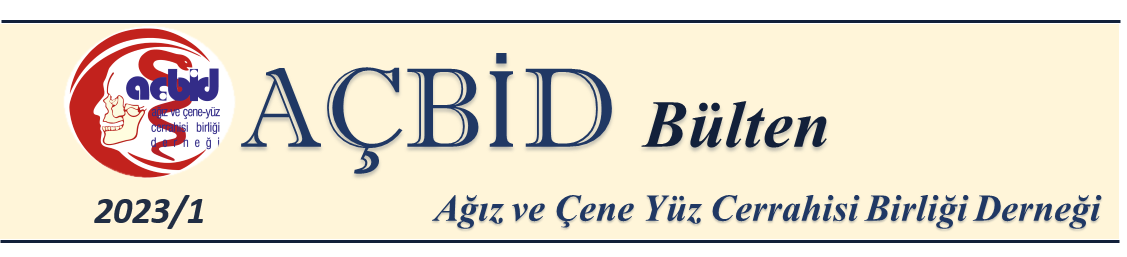 açbid
ağız ve çene-yüz
cerrahisi birliği
derneği
AÇBİD Bülten
2023/1
Ağız ve Çene Yüz Cerrahisi Birliği Derneği